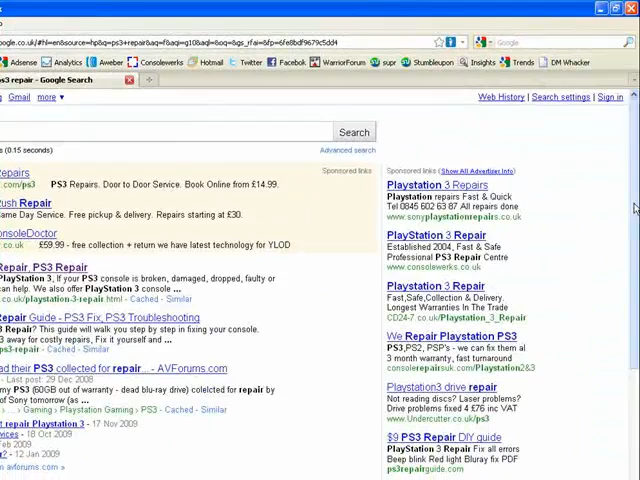 oogle.co.uk/#hl=en&source=hp&q=ps3+repair&aq=f&aqi=g10&aql=&oq=&gs_rfai=&fp=6fe8bdf9679c5dd4
Google
Adsense Analytics Aweber Consolewerks Hotmail Twitter Facebok WarriorForum supr Stumbleupon Insights Trends DM Whacker
ps3 repair - Google Search
Gmail more ▼
Web History | Search settings | Sign in
Search
s (0.15 seconds)
Advanced search
epairs
Sponsored links
.com/ps3 PS3 Repairs. Door to Door Service. Book Online from £14.99.
Rush Repair
ame Day Service. Free pickup & delivery. Repairs starting at £30.
onsoleDoctor
.co.uk £59.99 - free collection + return we have latest technology for YLOD
epair, PS3 Repair
PlayStation 3, If your PS3 console is broken, damaged, dropped, faulty or
can help. We also offer PlayStation 3 console ...
.co.uk/playstation-3-repair.html - Cached - Similar
epair Guide - PS3 Fix, PS3 Troubleshooting
Repair? This guide will walk you step by step in fixing your console.
3 away for costly repairs, Fix it yourself and ...
ps3-repair - Cached - Similar
ad their PS3 collected for repair... - AVForums.com
Last post: 29 Dec 2008
y PS3 (60GB out of warranty - dead blu-ray drive) colelcted for repair by
of Sony tomorrow (as ...
... › Gaming › Playstation Gaming › PS3 - Cached - Similar
t repair Playstation 3 - 17 Nov 2009
vices - 18 Oct 2009
eb 2009
? - 12 Jan 2009
m avforums.com »
Sponsored links (Show All Advertiser Info)
Playstation 3 Repairs
Playstation repairs Fast & Quick
Tel 0845 602 63 87 All repairs done
www.sonyplaystationrepairs.co.uk
PlayStation 3 Repair
Established 2004, Fast & Safe
Professional PS3 Repair Centre
www.consolewerks.co.uk
Playstation 3 Repair
Fast,Safe,Collection & Delivery.
Longest Warranties In The Trade
CD24-7.co.uk/Playstation_3_Repair
We Repair Playstation PS3
PS3,PS2, PSP's - we can fix them al
3 month warranty, fast turnaround
consolerepairsuk.com/Playstation2&3
Playstation3 drive repair
Not reading discs? Laser problems?
Drive problems fixed 4 £76 inc VAT
www.Undercutter.co.uk/ps3
$9 PS3 Repair DIY guide
PlayStation 3 Repair Fix all errors
Beep blink Red light Bluray fix PDF
ps3repairguide.com